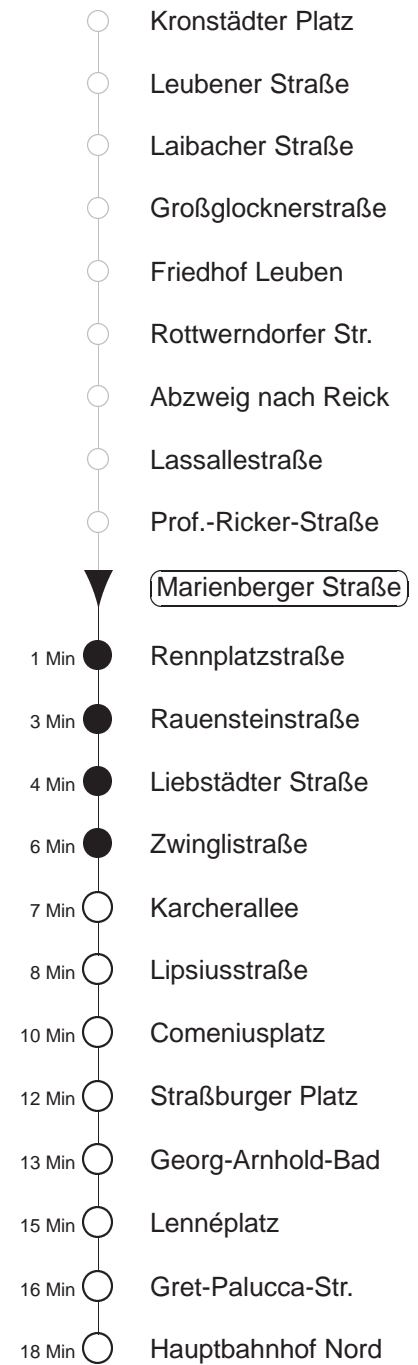 Kronstädter Platz
Leubener Straße
Laibacher Straße
Großglocknerstraße
Friedhof Leuben
Rottwerndorfer Str.
Abzweig nach Reick
Lassallestraße
Prof.-Ricker-Straße
Marienberger Straße
1 Min Rennplatzstraße
3 Min Rauensteinstraße
4 Min Liebstädter Straße
6 Min Zwinglistraße
7 Min Karcherallee
8 Min Lipsiusstraße
10 Min Comeniusplatz
12 Min Straßburger Platz
13 Min Georg-Arnhold-Bad
15 Min Lennéplatz
16 Min Gret-Palucca-Str.
18 Min Hauptbahnhof Nord